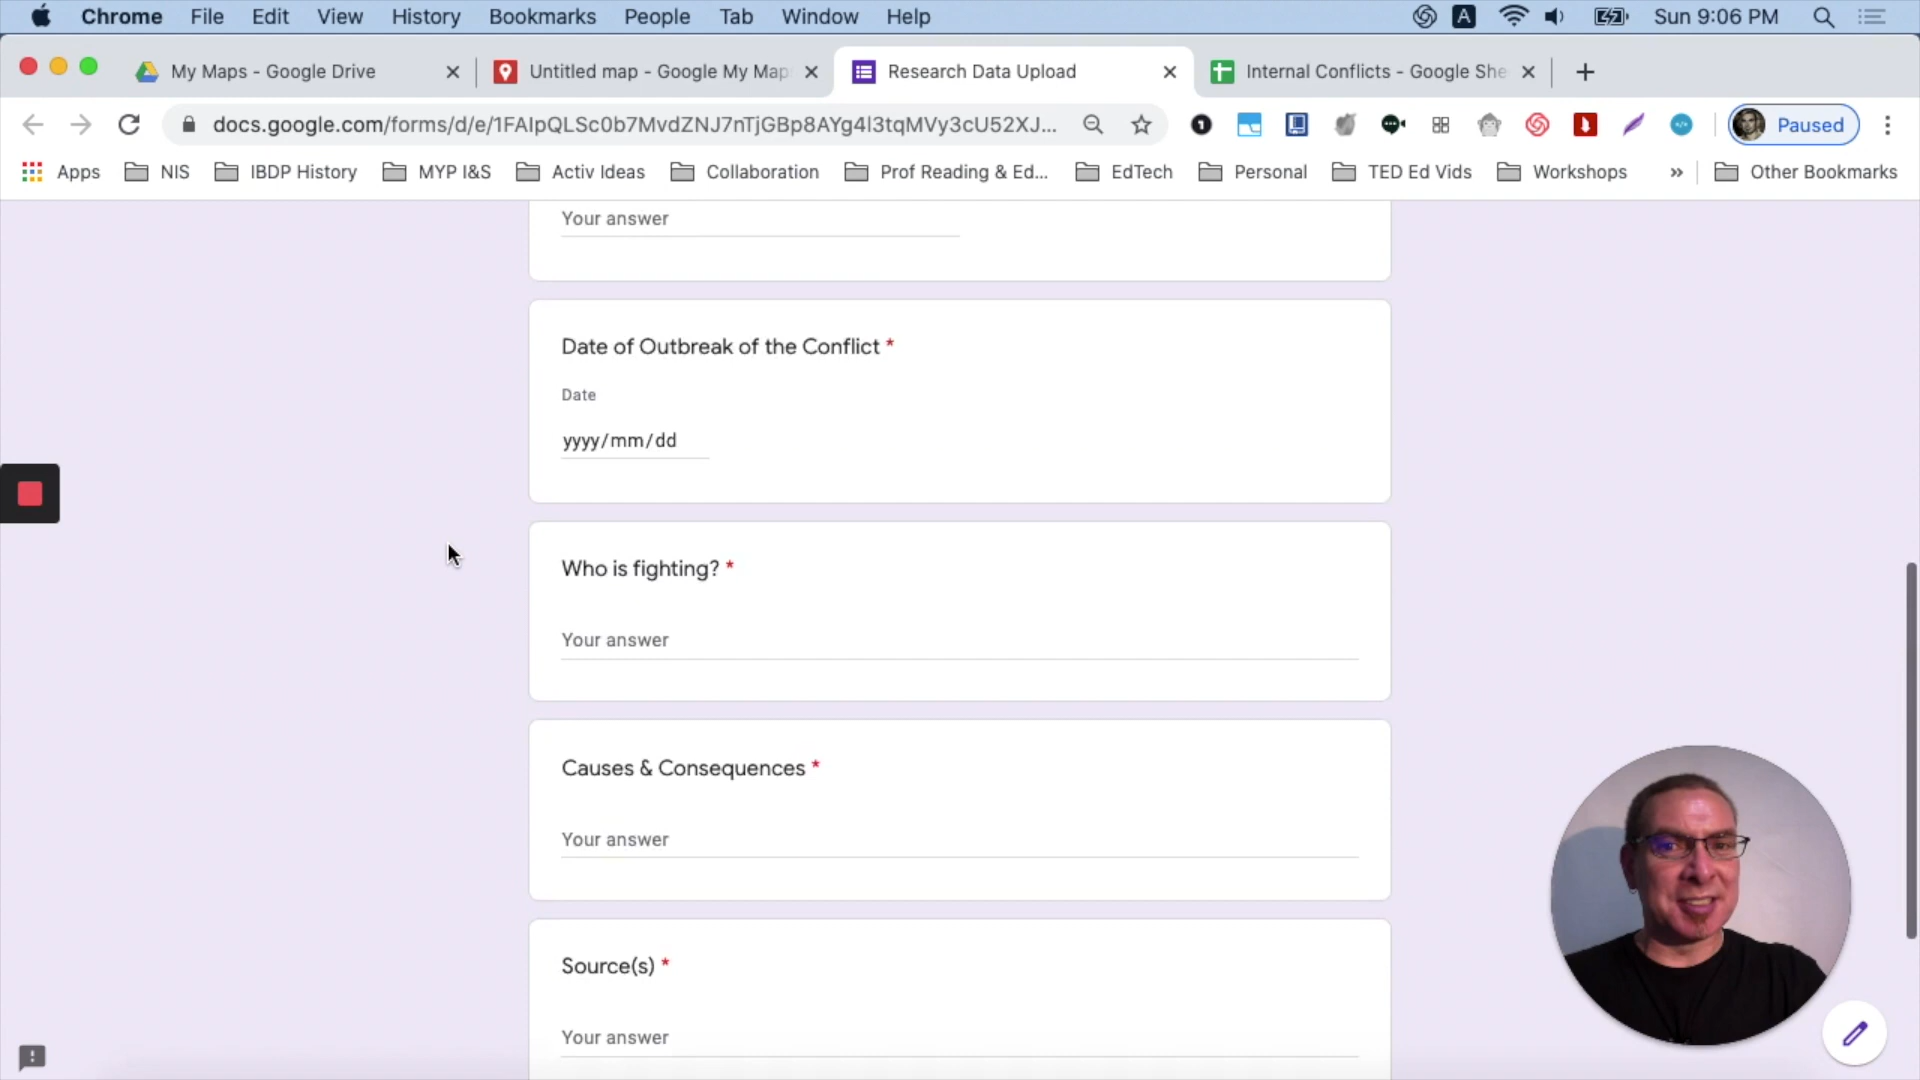 Chrome File Edit View History Bookmarks People Tab Window Help A Sun 9:06 PM
My Maps - Google Drive Untitled map - Google My Map Research Data Upload Internal Conflicts - Google She
docs.google.com/forms/d/e/1FAIpQLSc0b7MvdZNJ7nTjGBp8AYg4l3tqMVy3cU52XJ... Paused
Apps NIS IBDP History MYP I&S Activ Ideas Collaboration Prof Reading & Ed... EdTech Personal TED Ed Vids Workshops » Other Bookmarks
Your answer
Date of Outbreak of the Conflict *
Date
yyyy/mm/dd
Who is fighting? *
Your answer
Causes & Consequences *
Your answer
Source(s) *
Your answer